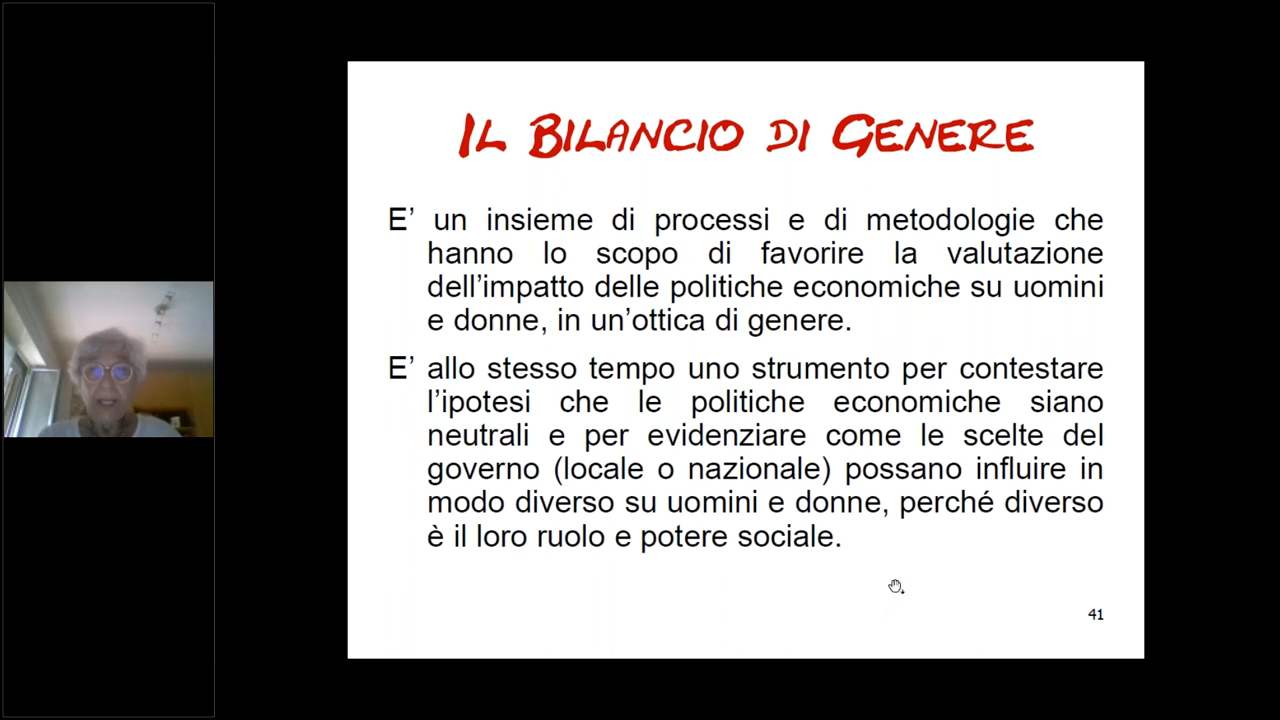 IL BILANCIO DI GENERE
E’ un insieme di processi e di metodologie che
hanno lo scopo di favorire la valutazione
dell’impatto delle politiche economiche su uomini
e donne, in un’ottica di genere.
E’ allo stesso tempo uno strumento per contestare
l’ipotesi che le politiche economiche siano
neutrali e per evidenziare come le scelte del
governo (locale o nazionale) possano influire in
modo diverso su uomini e donne, perché diverso
è il loro ruolo e potere sociale.
41